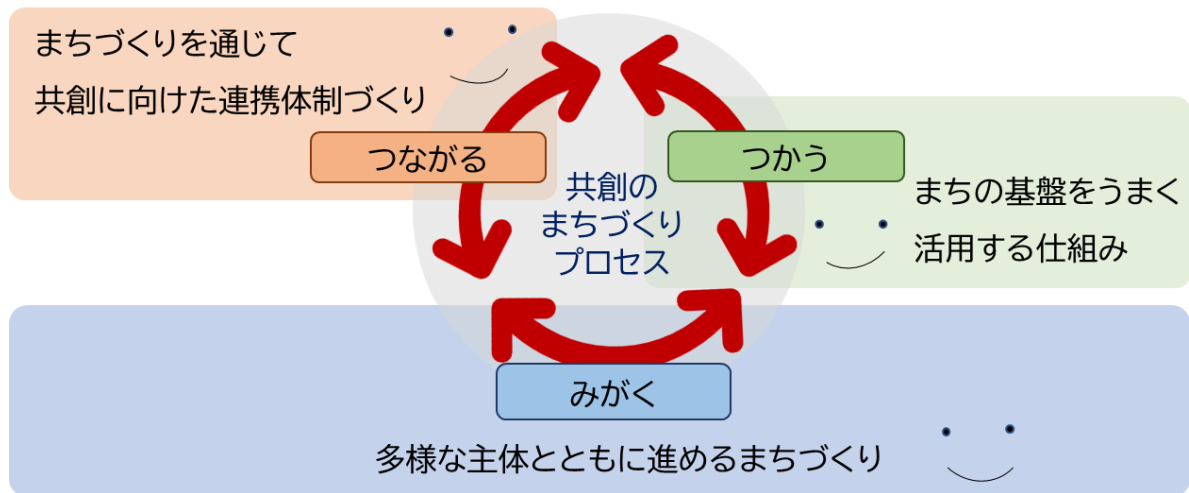 まちづくりを通じて
共創に向けた連携体制づくり
つながる
つかう
共創の
まちづくり
プロセス
まちの基盤をうまく
活用する仕組み
みがく
多様な主体とともに進めるまちづくり